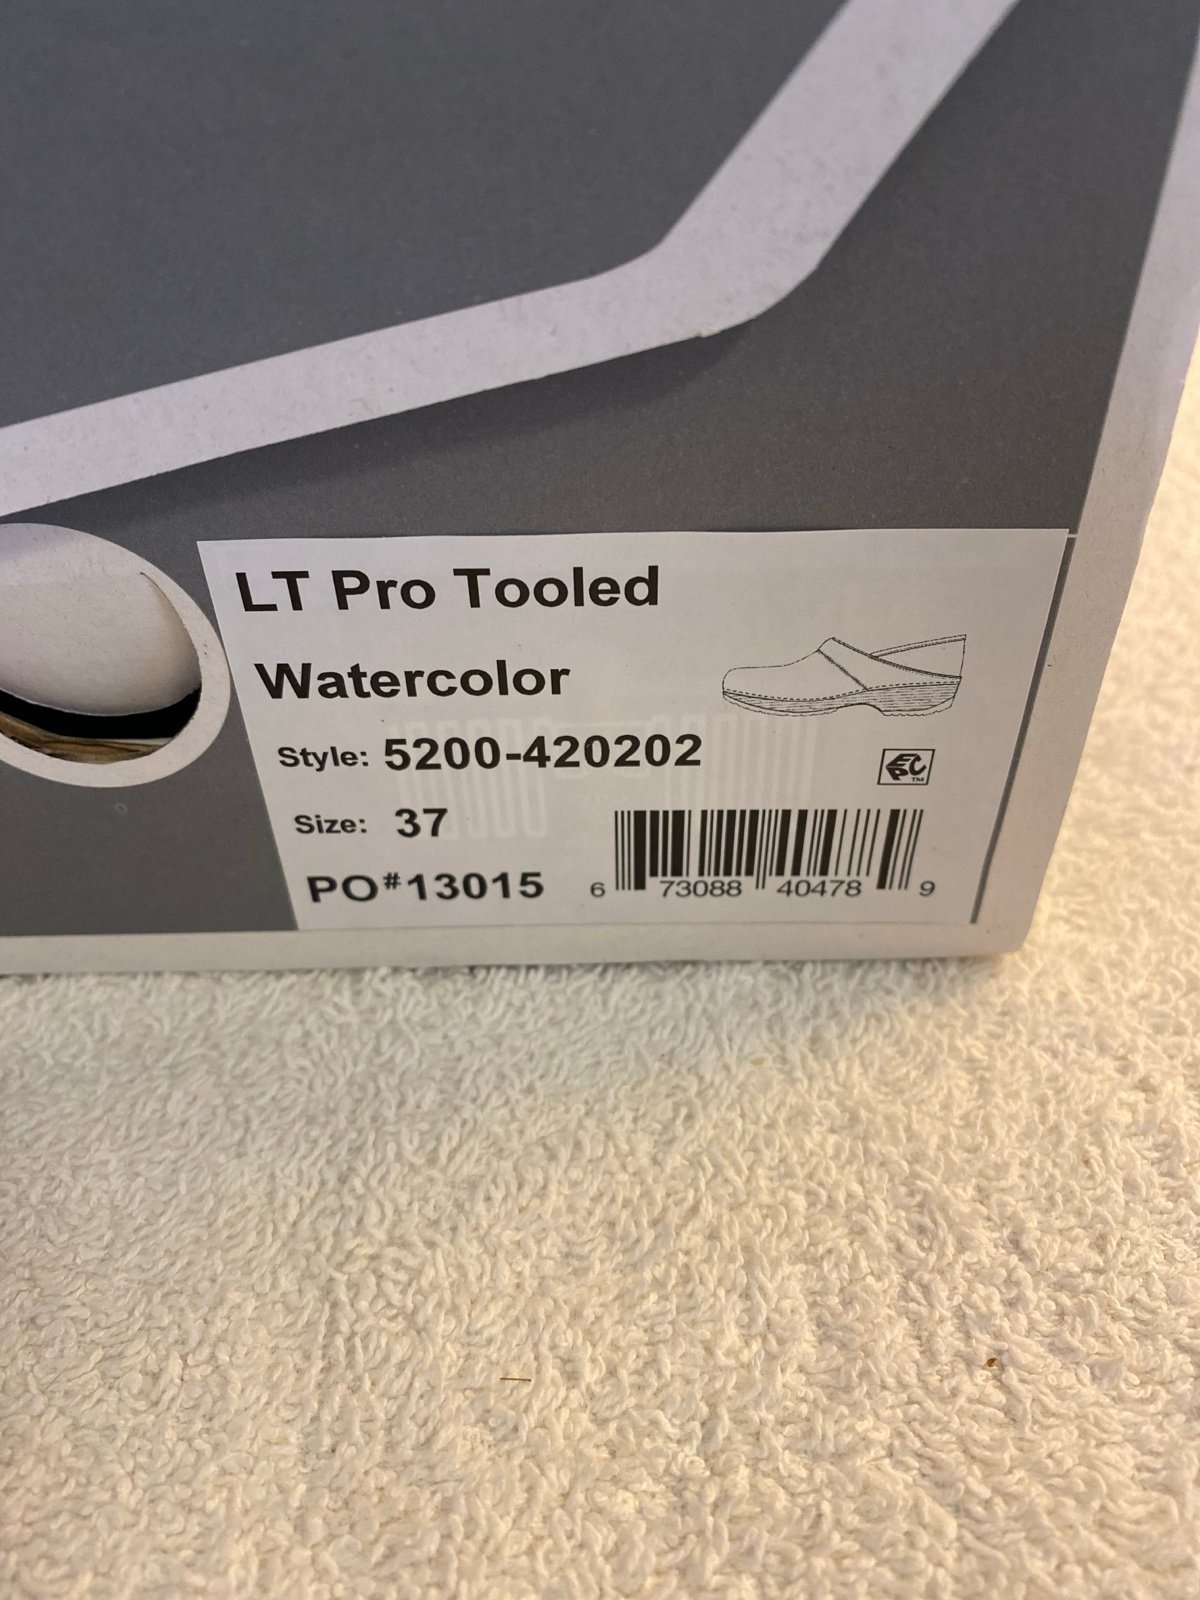 LT Pro Tooled
Watercolor
Style: 5200-420202
Size: 37
PO#13015
6 73088 40478 9